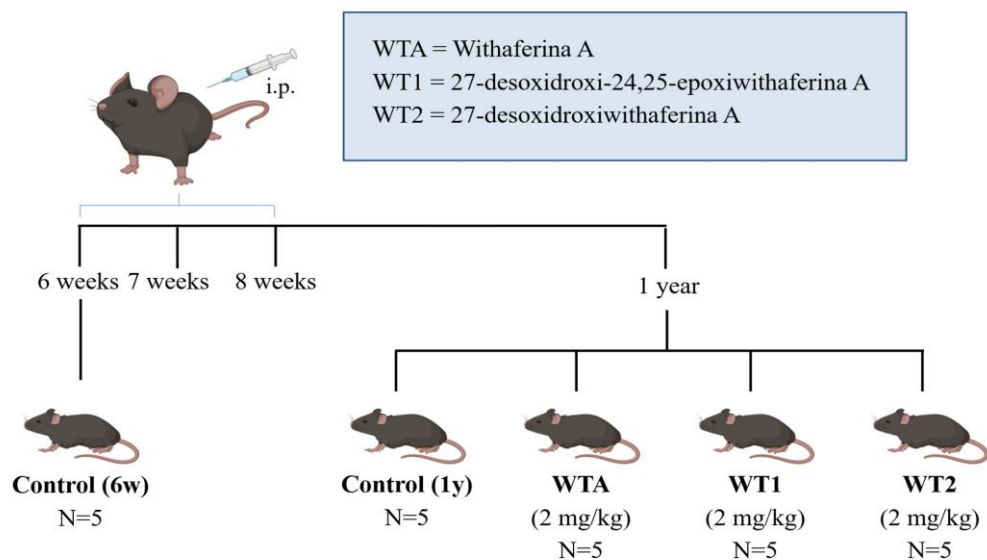 WTA = Withaferina A
WT1 = 27-desoxidroxi-24,25-epoxiwithaferina A
WT2 = 27-desoxidroxiwithaferina A
i.p.
6 weeks
7 weeks
8 weeks
1 year
Control (6w)
N=5
Control (1y)
N=5
WTA
(2 mg/kg)
N=5
WT1
(2 mg/kg)
N=5
WT2
(2 mg/kg)
N=5